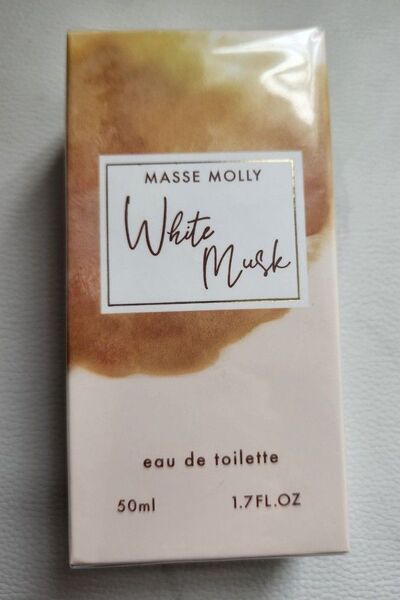 MASSE MOLLY
White
Musk
eau de toilette
50ml 1.7FL.OZ